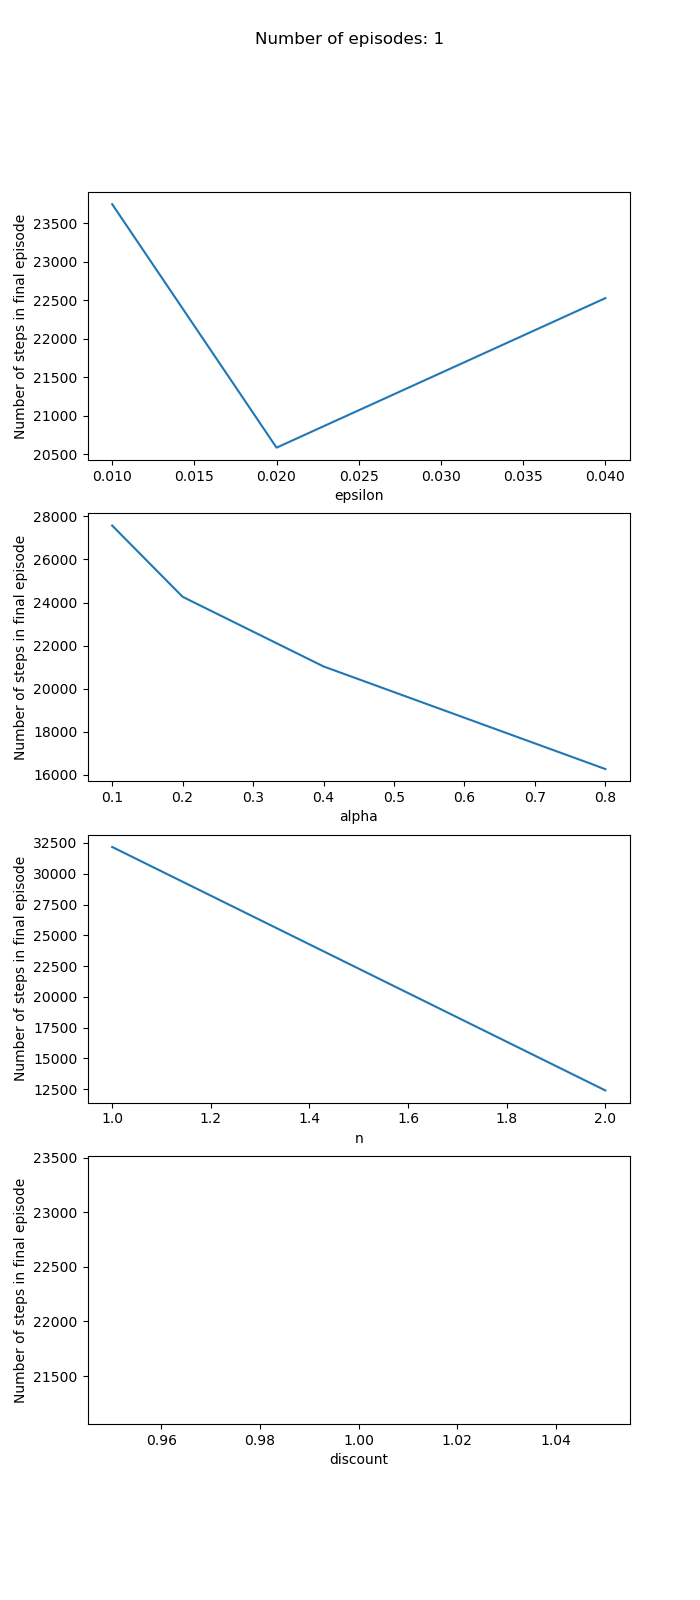 Number of episodes: 1
Number of steps in final episode
23500
23000
22500
22000
21500
21000
20500
0.010 0.015 0.020 0.025 0.030 0.035 0.040
epsilon
Number of steps in final episode
28000
26000
24000
22000
20000
18000
16000
0.1 0.2 0.3 0.4 0.5 0.6 0.7 0.8
alpha
Number of steps in final episode
32500
30000
27500
25000
22500
20000
17500
15000
12500
1.0 1.2 1.4 1.6 1.8 2.0
n
Number of steps in final episode
23500
23000
22500
22000
21500
0.96 0.98 1.00 1.02 1.04
discount